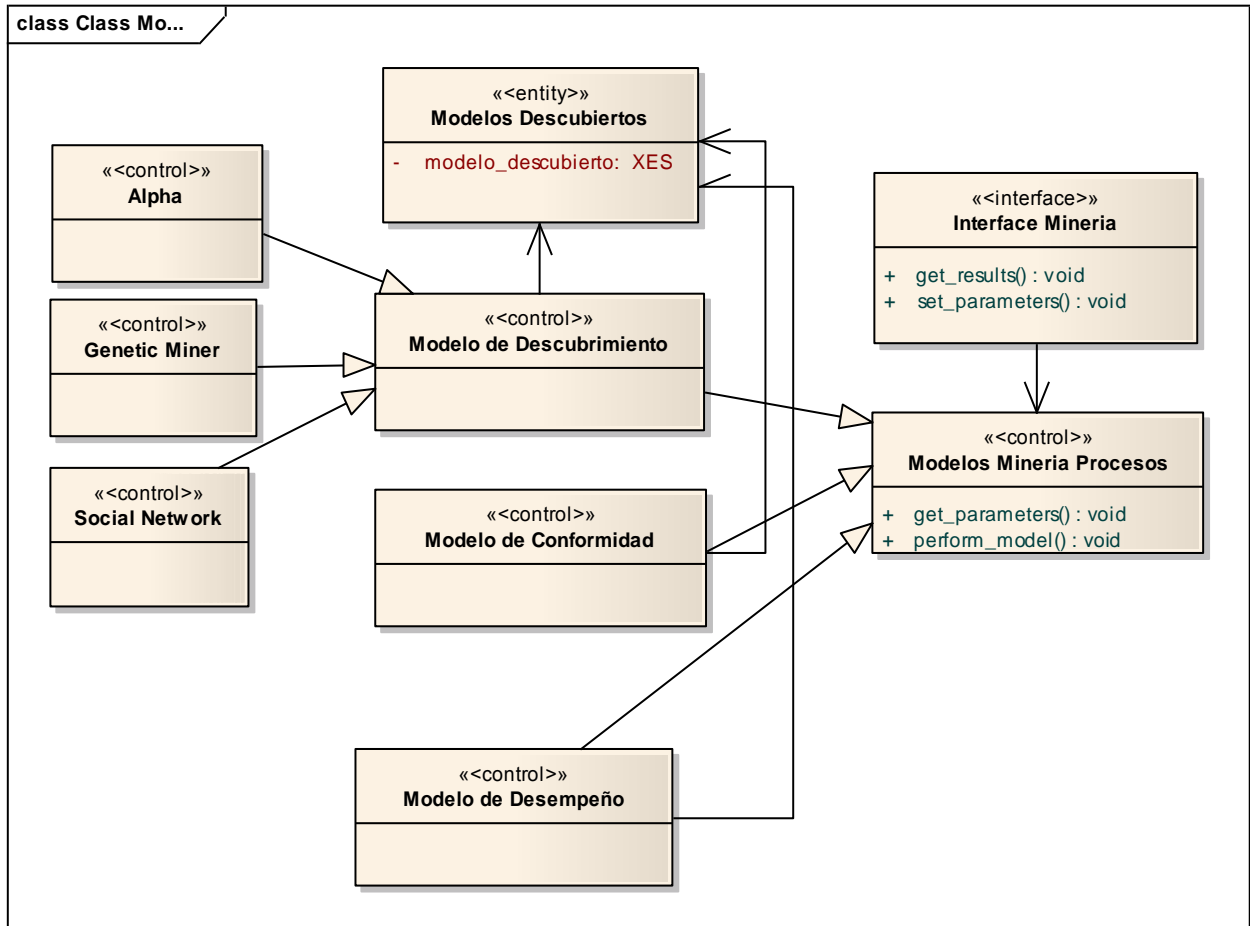 class Class Mo...
«<entity>»
Modelos Descubiertos
- modelo_descubierto: XES
«<control>»
Alpha
«<interface>»
Interface Mineria
+ get_results() : void
+ set_parameters() : void
«<control>»
Genetic Miner
«<control>»
Modelo de Descubrimiento
«<control>»
Modelos Mineria Procesos
+ get_parameters() : void
+ perform_model() : void
«<control>»
Social Network
«<control>»
Modelo de Conformidad
«<control>»
Modelo de Desempeño